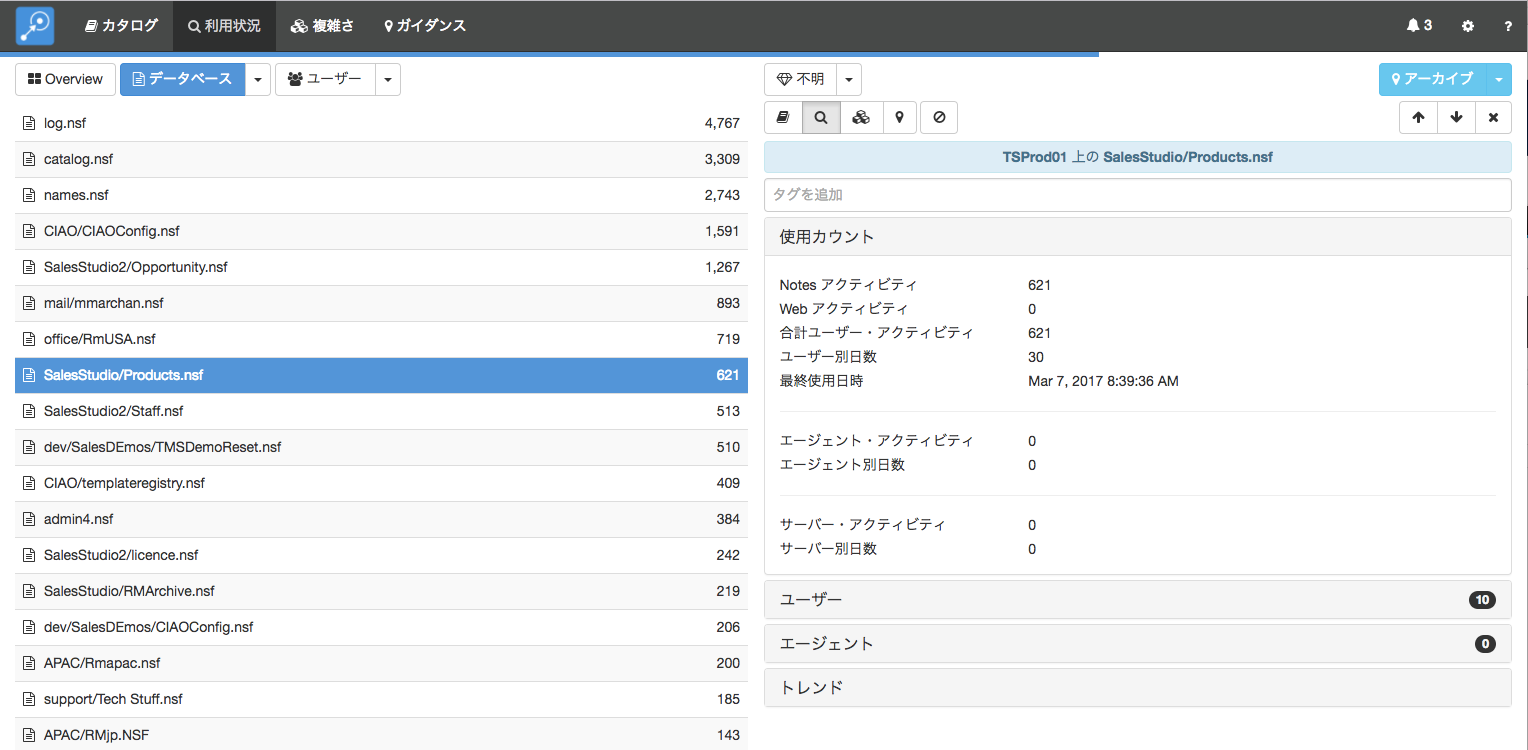 カタログ 利用状況 複雑さ ガイダンス 3 ?
Overview データベース ユーザー
log.nsf 4,767
catalog.nsf 3,309
names.nsf 2,743
CIAO/CIAOConfig.nsf 1,591
SalesStudio2/Opportunity.nsf 1,267
mail/mmarchan.nsf 893
office/RmUSA.nsf 719
SalesStudio/Products.nsf 621
SalesStudio2/Staff.nsf 513
dev/SalesDEmos/TMSDemoReset.nsf 510
CIAO/templateregistry.nsf 409
admin4.nsf 384
SalesStudio2/licence.nsf 242
SalesStudio/RMArchive.nsf 219
dev/SalesDEmos/CIAOConfig.nsf 206
APAC/Rmapac.nsf 200
support/Tech Stuff.nsf 185
APAC/RMjp.NSF 143
不明 アーカイブ
TSProd01 上の SalesStudio/Products.nsf
タグを追加
使用カウント
Notes アクティビティ 621
Web アクティビティ 0
合計ユーザー・アクティビティ 621
ユーザー別日数 30
最終使用日時 Mar 7, 2017 8:39:36 AM
エージェント・アクティビティ 0
エージェント別日数 0
サーバー・アクティビティ 0
サーバー別日数 0
ユーザー 10
エージェント 0
トレンド